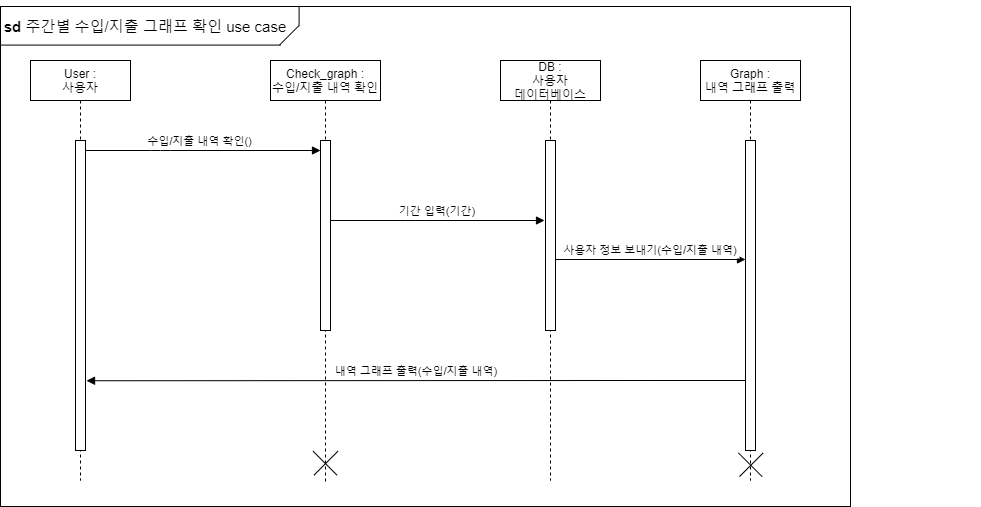 sd 주간별 수입/지출 그래프 확인 use case
User :
사용자
Check_graph :
수입/지출 내역 확인
DB :
사용자
데이터베이스
Graph :
내역 그래프 출력
수입/지출 내역 확인()
기간 입력(기간)
사용자 정보 보내기(수입/지출 내역)
내역 그래프 출력(수입/지출 내역)